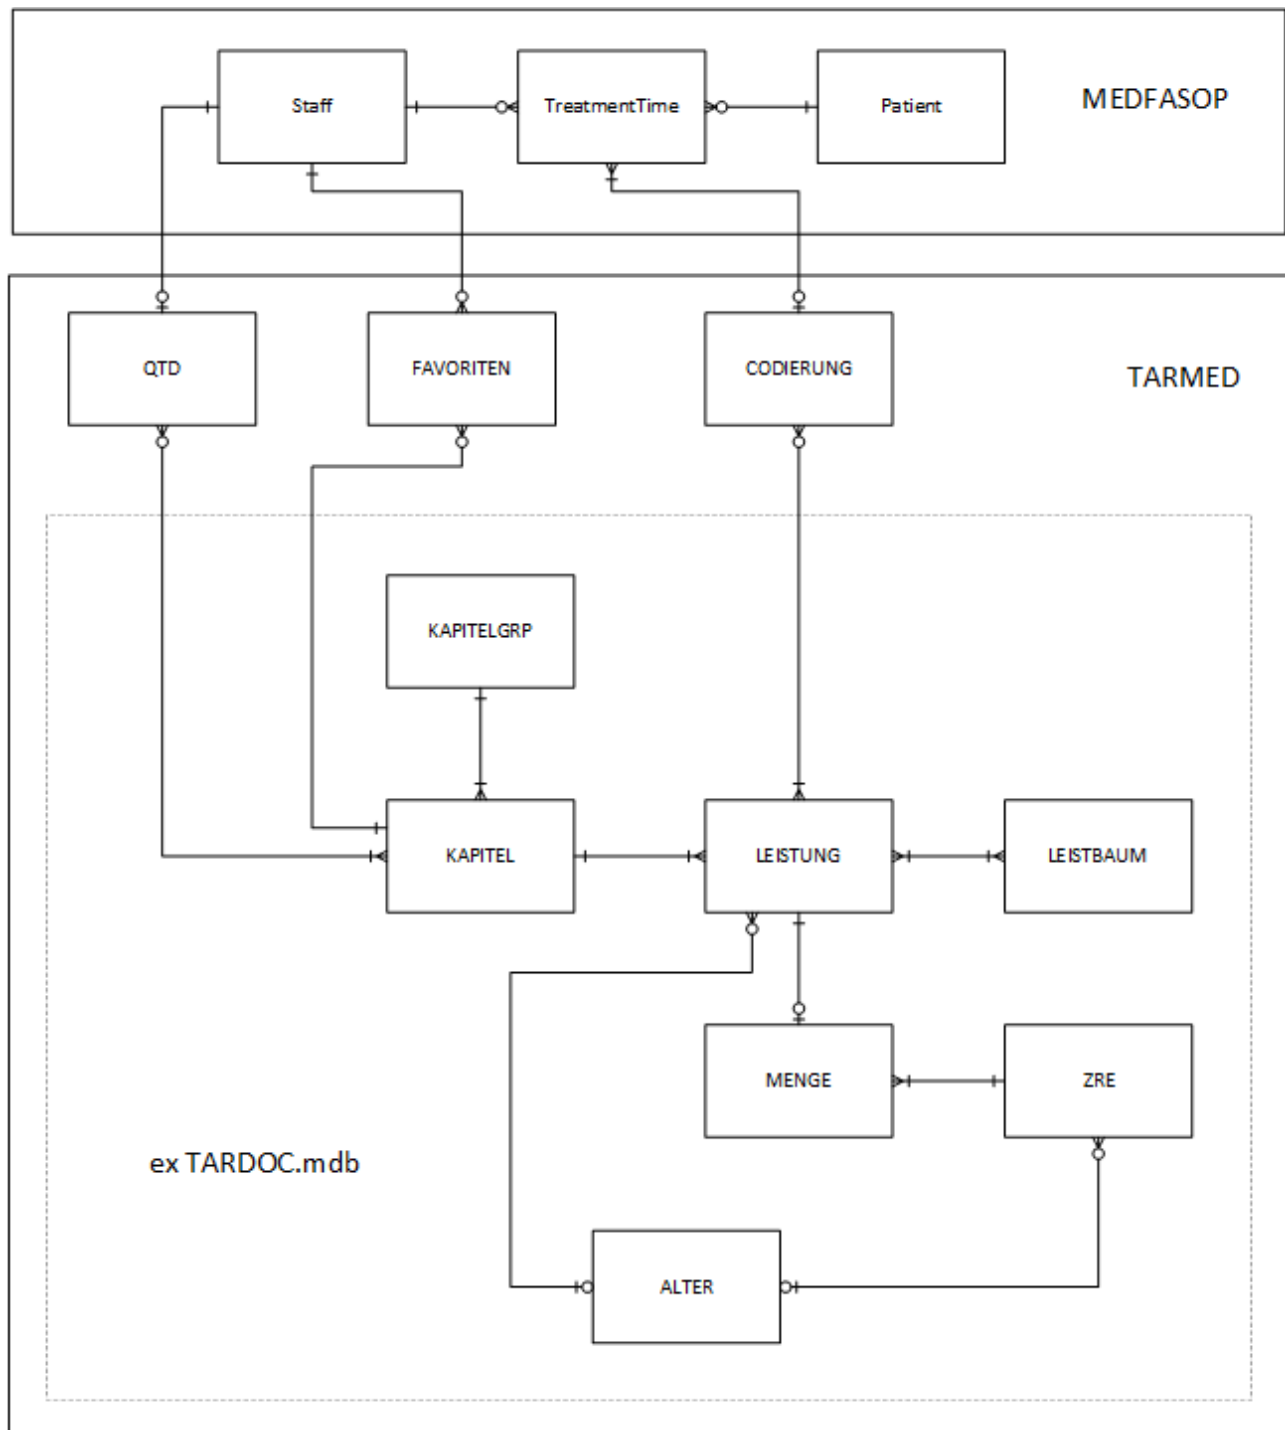 MEDFASOP
Staff
TreatmentTime
Patient
TARMED
QTD
FAVORITEN
CODIERUNG
KAPITELGRP
KAPITEL
LEISTUNG
LEISTBAUM
MENGE
ZRE
ex TARDOC.mdb
ALTER